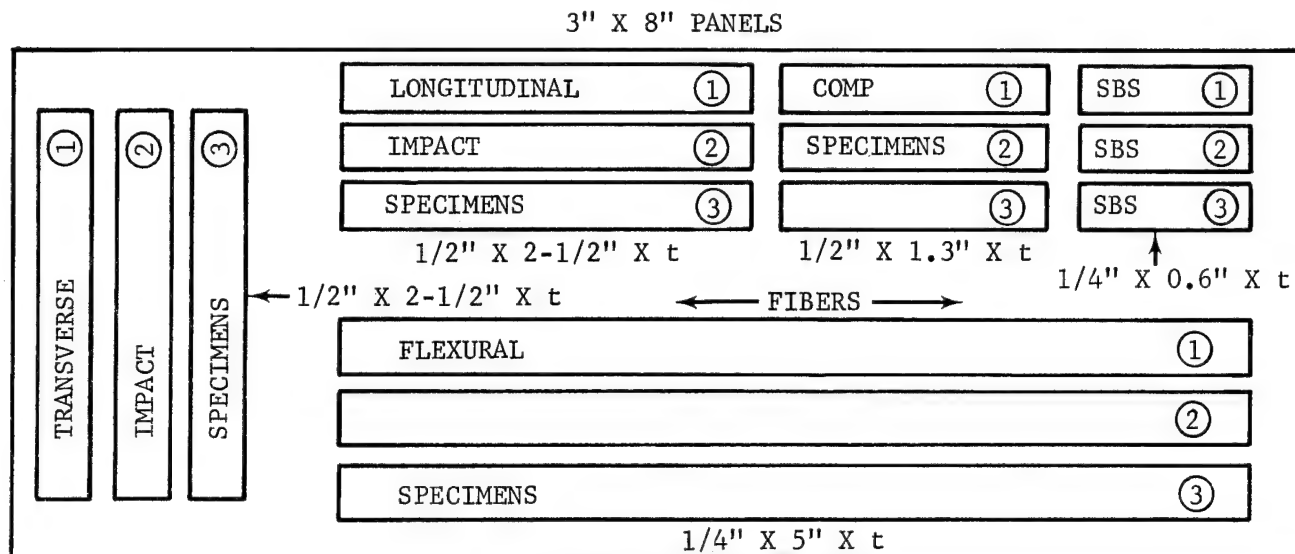 3" X 8" PANELS
LONGITUDINAL 1
IMPACT 2
SPECIMENS 3
1/2" X 2-1/2" X t
COMP 1
SPECIMENS 2
3
1/2" X 1.3" X t
SBS 1
SBS 2
SBS 3
1/4" X 0.6" X t
TRANSVERSE 1
IMPACT 2
SPECIMENS 3
1/2" X 2-1/2" X t
FIBERS
FLEXURAL 1
2
SPECIMENS 3
1/4" X 5" X t